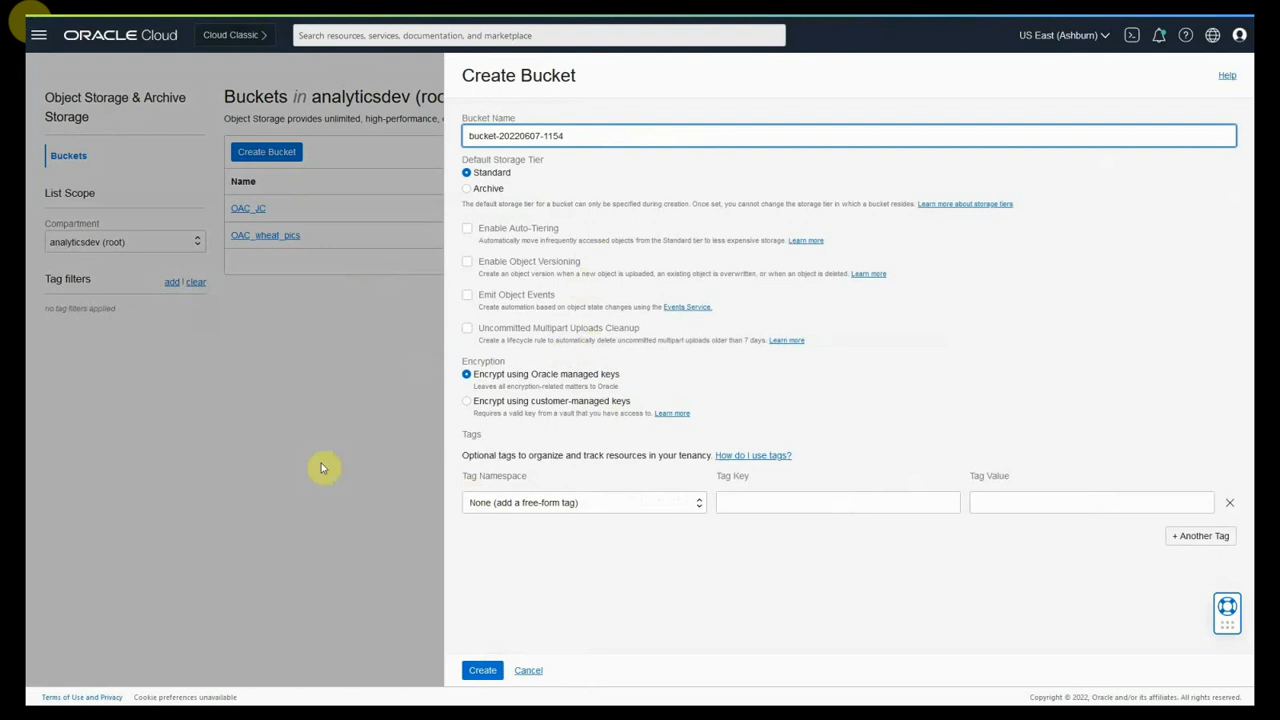 ORACLE Cloud
Cloud Classic
Search resources, services, documentation, and marketplace
US East (Ashburn)
Object Storage & Archive
Storage
Buckets
List Scope
Compartment
analyticsdev (root)
Tag filters
add | clear
no tag filters applied
Buckets in analyticsdev (ro
Object Storage provides unlimited, high-performance,
Create Bucket
Name
OAC_JC
OAC_wheat_pics
Create Bucket
Help
Bucket Name
bucket-20220607-1154
Default Storage Tier
Standard
Archive
The default storage tier for a bucket can only be specified during creation. Once set, you cannot change the storage tier in which a bucket resides. Learn more about storage tiers
Enable Auto-Tiering
Automatically move infrequently accessed objects from the Standard tier to less expensive storage. Learn more
Enable Object Versioning
Create an object version when a new object is uploaded, an existing object is overwritten, or when an object is deleted. Learn more
Emit Object Events
Create automation based on object state changes using the Events Service.
Uncommitted Multipart Uploads Cleanup
Create a lifecycle rule to automatically delete uncommitted multipart uploads older than 7 days. Learn more
Encryption
Encrypt using Oracle managed keys
Leaves all encryption-related matters to Oracle
Encrypt using customer-managed keys
Requires a valid key from a vault that you have access to. Learn more
Tags
Optional tags to organize and track resources in your tenancy. How do I use tags?
Tag Namespace
Tag Key
Tag Value
None (add a free-form tag)
+ Another Tag
Create
Cancel
Terms of Use and Privacy
Cookie preferences unavailable
Copyright © 2022, Oracle and/or its affiliates. All rights reserved.